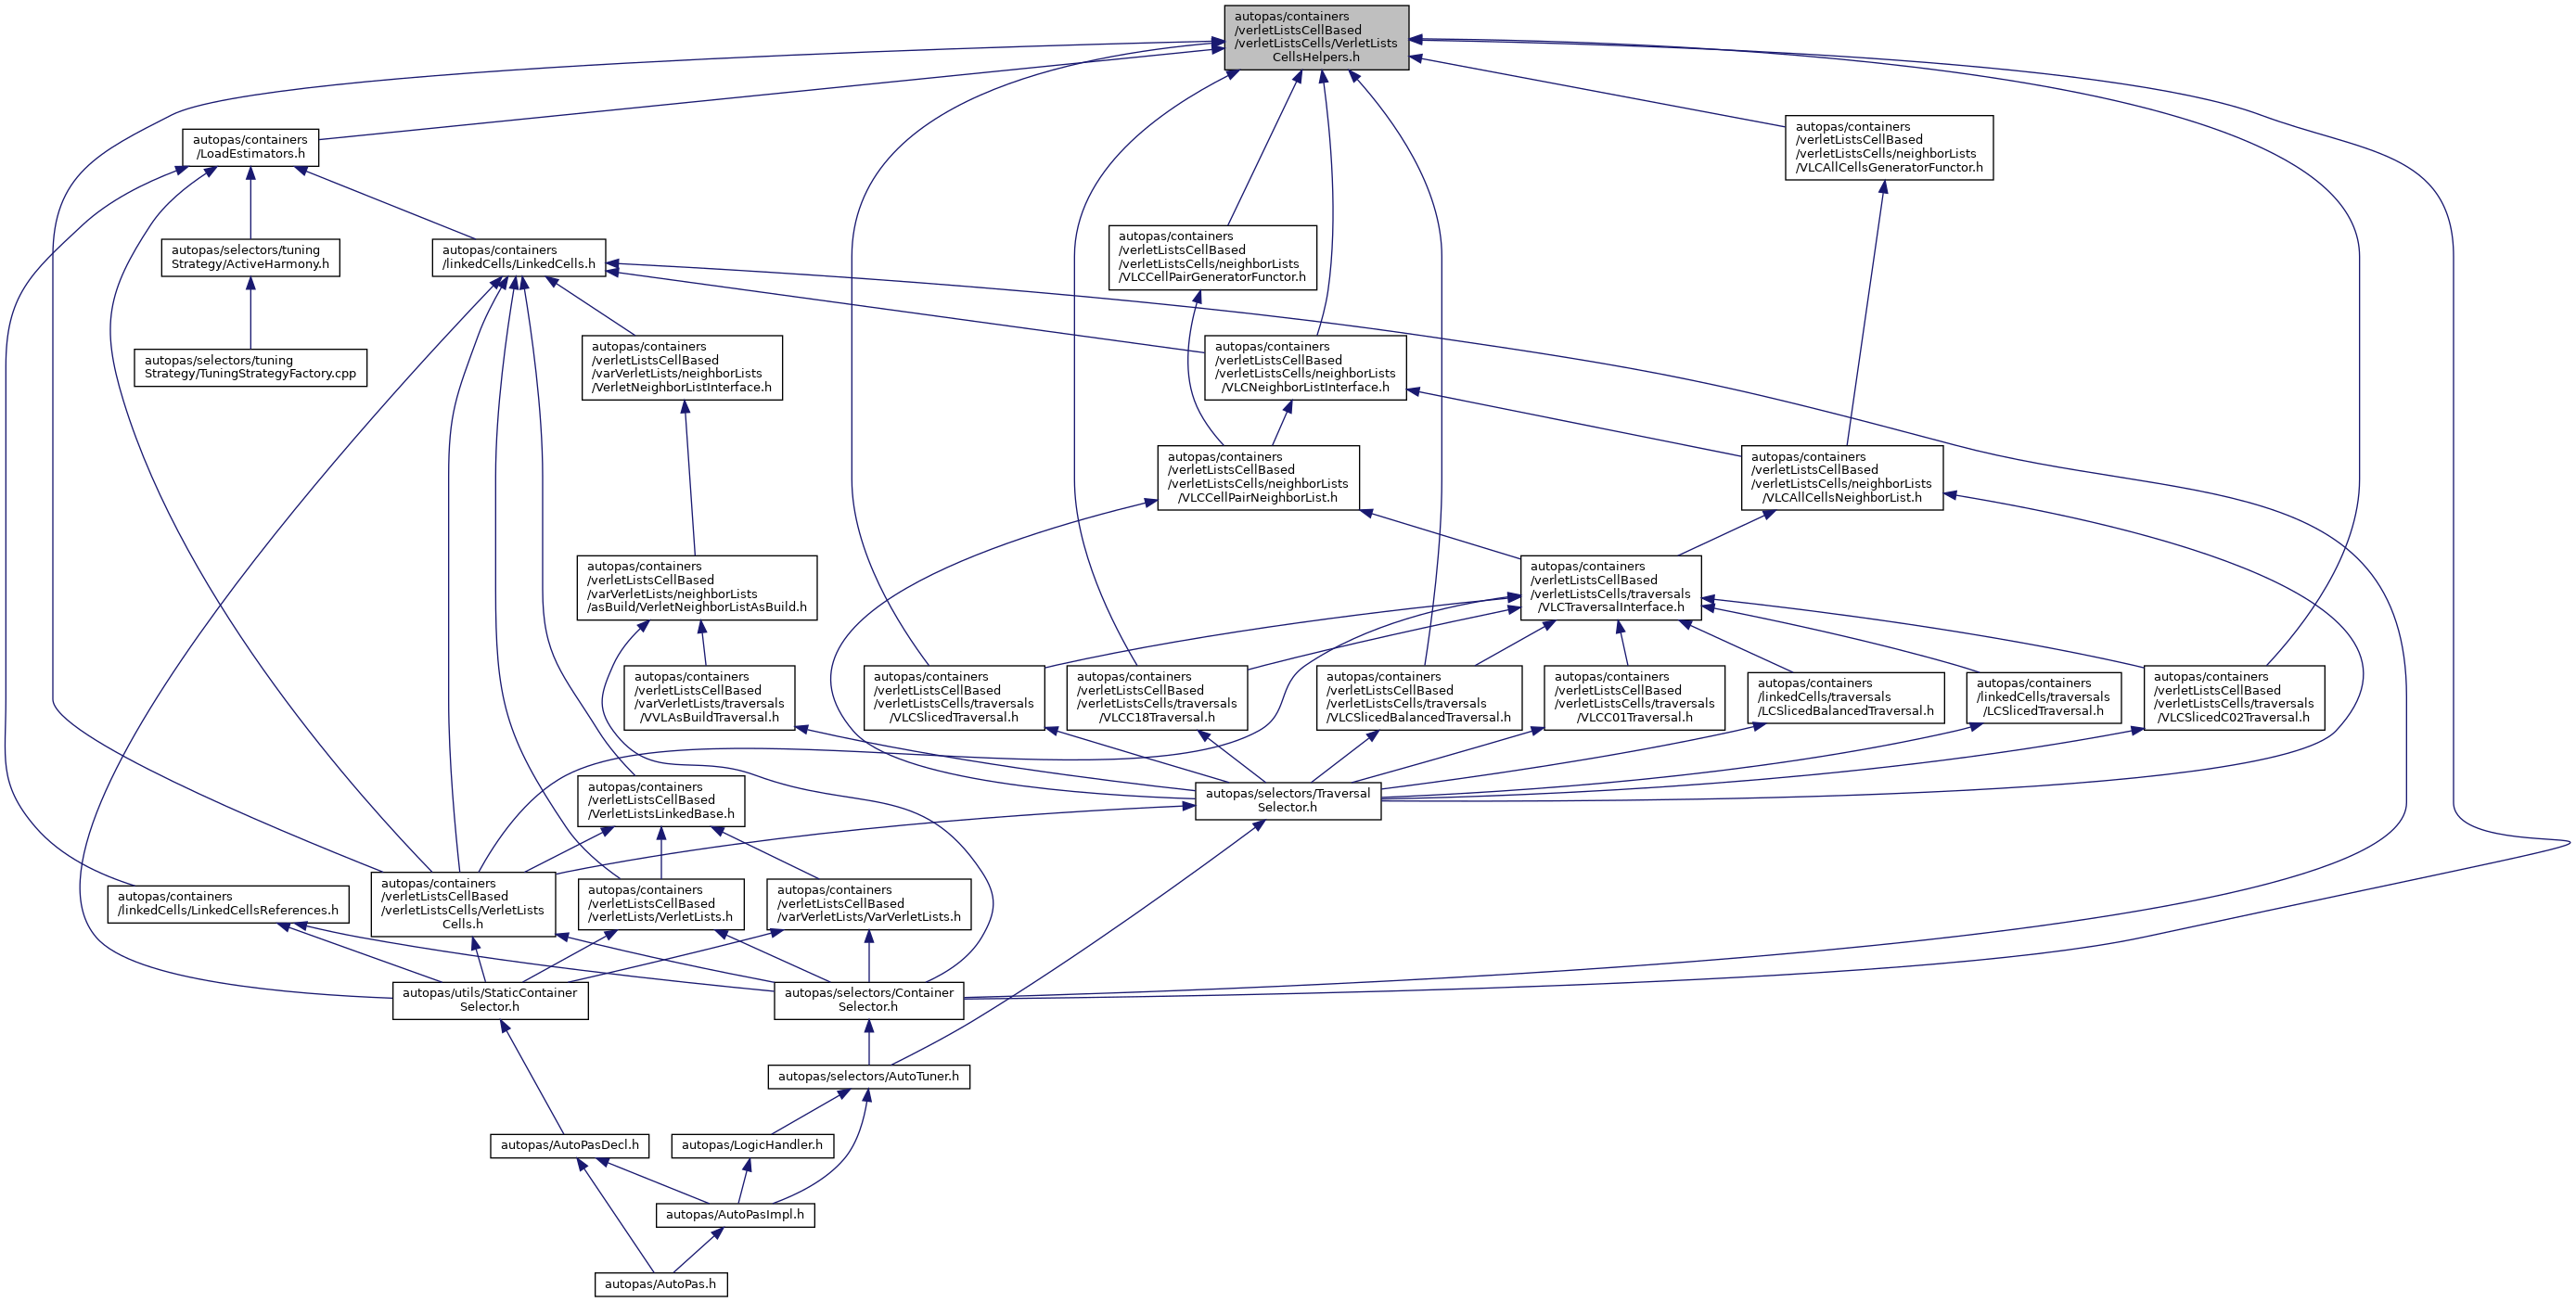 autopas/containers
/verletListsCellBased
/verletListsCells/VerletLists
CellsHelpers.h
autopas/containers
/LoadEstimators.h
autopas/containers
/verletListsCellBased
/verletListsCells/neighborLists
/VLCAllCellsGeneratorFunctor.h
autopas/selectors/tuning
Strategy/ActiveHarmony.h
autopas/containers
/linkedCells/LinkedCells.h
autopas/containers
/verletListsCellBased
/verletListsCells/neighborLists
/VLCCellPairGeneratorFunctor.h
autopas/selectors/tuning
Strategy/TuningStrategyFactory.cpp
autopas/containers
/verletListsCellBased
/varVerletLists/neighborLists
/VerletNeighborListInterface.h
autopas/containers
/verletListsCellBased
/verletListsCells/neighborLists
/VLCNeighborListInterface.h
autopas/containers
/verletListsCellBased
/verletListsCells/neighborLists
/VLCCellPairNeighborList.h
autopas/containers
/verletListsCellBased
/verletListsCells/neighborLists
/VLCAllCellsNeighborList.h
autopas/containers
/verletListsCellBased
/varVerletLists/neighborLists
/asBuild/VerletNeighborListAsBuild.h
autopas/containers
/verletListsCellBased
/verletListsCells/traversals
/VLCTraversalInterface.h
autopas/containers
/verletListsCellBased
/varVerletLists/traversals
/VVLAsBuildTraversal.h
autopas/containers
/verletListsCellBased
/verletListsCells/traversals
/VLCSlicedTraversal.h
autopas/containers
/verletListsCellBased
/verletListsCells/traversals
/VLCC18Traversal.h
autopas/containers
/verletListsCellBased
/verletListsCells/traversals
/VLCSlicedBalancedTraversal.h
autopas/containers
/verletListsCellBased
/verletListsCells/traversals
/VLCC01Traversal.h
autopas/containers
/linkedCells/traversals
/LCSlicedBalancedTraversal.h
autopas/containers
/linkedCells/traversals
/LCSlicedTraversal.h
autopas/containers
/verletListsCellBased
/verletListsCells/traversals
/VLCSlicedC02Traversal.h
autopas/containers
/verletListsCellBased
/VerletListsLinkedBase.h
autopas/selectors/Traversal
Selector.h
autopas/containers
/linkedCells/LinkedCellsReferences.h
autopas/containers
/verletListsCellBased
/verletListsCells/VerletLists
Cells.h
autopas/containers
/verletListsCellBased
/verletLists/VerletLists.h
autopas/containers
/verletListsCellBased
/varVerletLists/VarVerletLists.h
autopas/utils/StaticContainer
Selector.h
autopas/selectors/Container
Selector.h
autopas/selectors/AutoTuner.h
autopas/AutoPasDecl.h
autopas/LogicHandler.h
autopas/AutoPasImpl.h
autopas/AutoPas.h